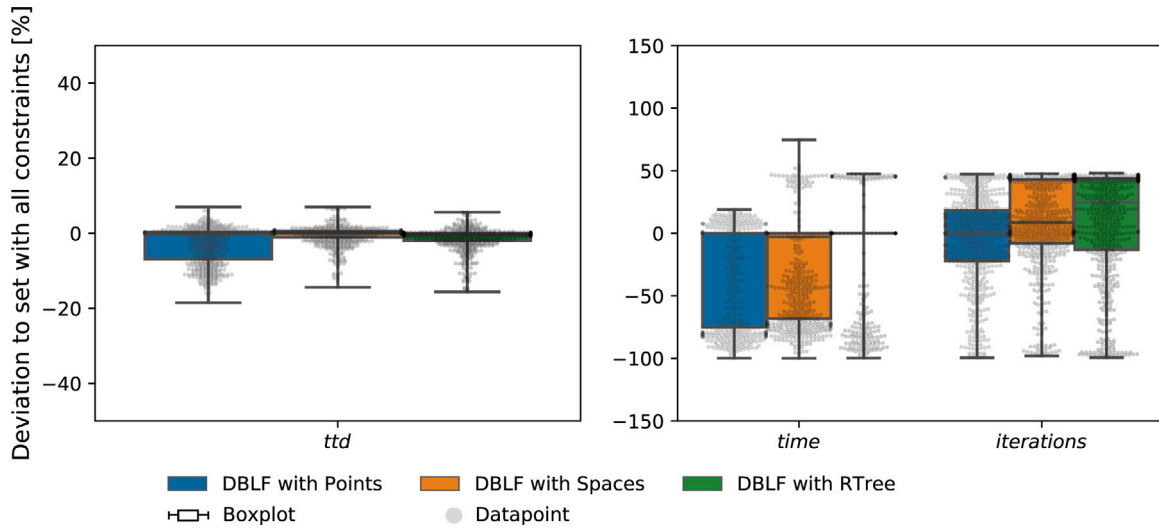 Deviation to set with all constraints [%]
40
20
0
−20
−40
ttd
150
100
50
0
−50
−100
−150
time
iterations
DBLF with Points
DBLF with Spaces
DBLF with RTree
Boxplot
Datapoint